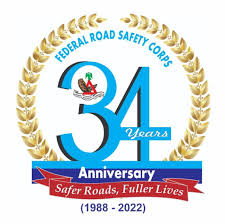 FEDERAL ROAD SAFETY CORPS
34
Years
Anniversary
Safer Roads, Fuller Lives
(1988 - 2022)